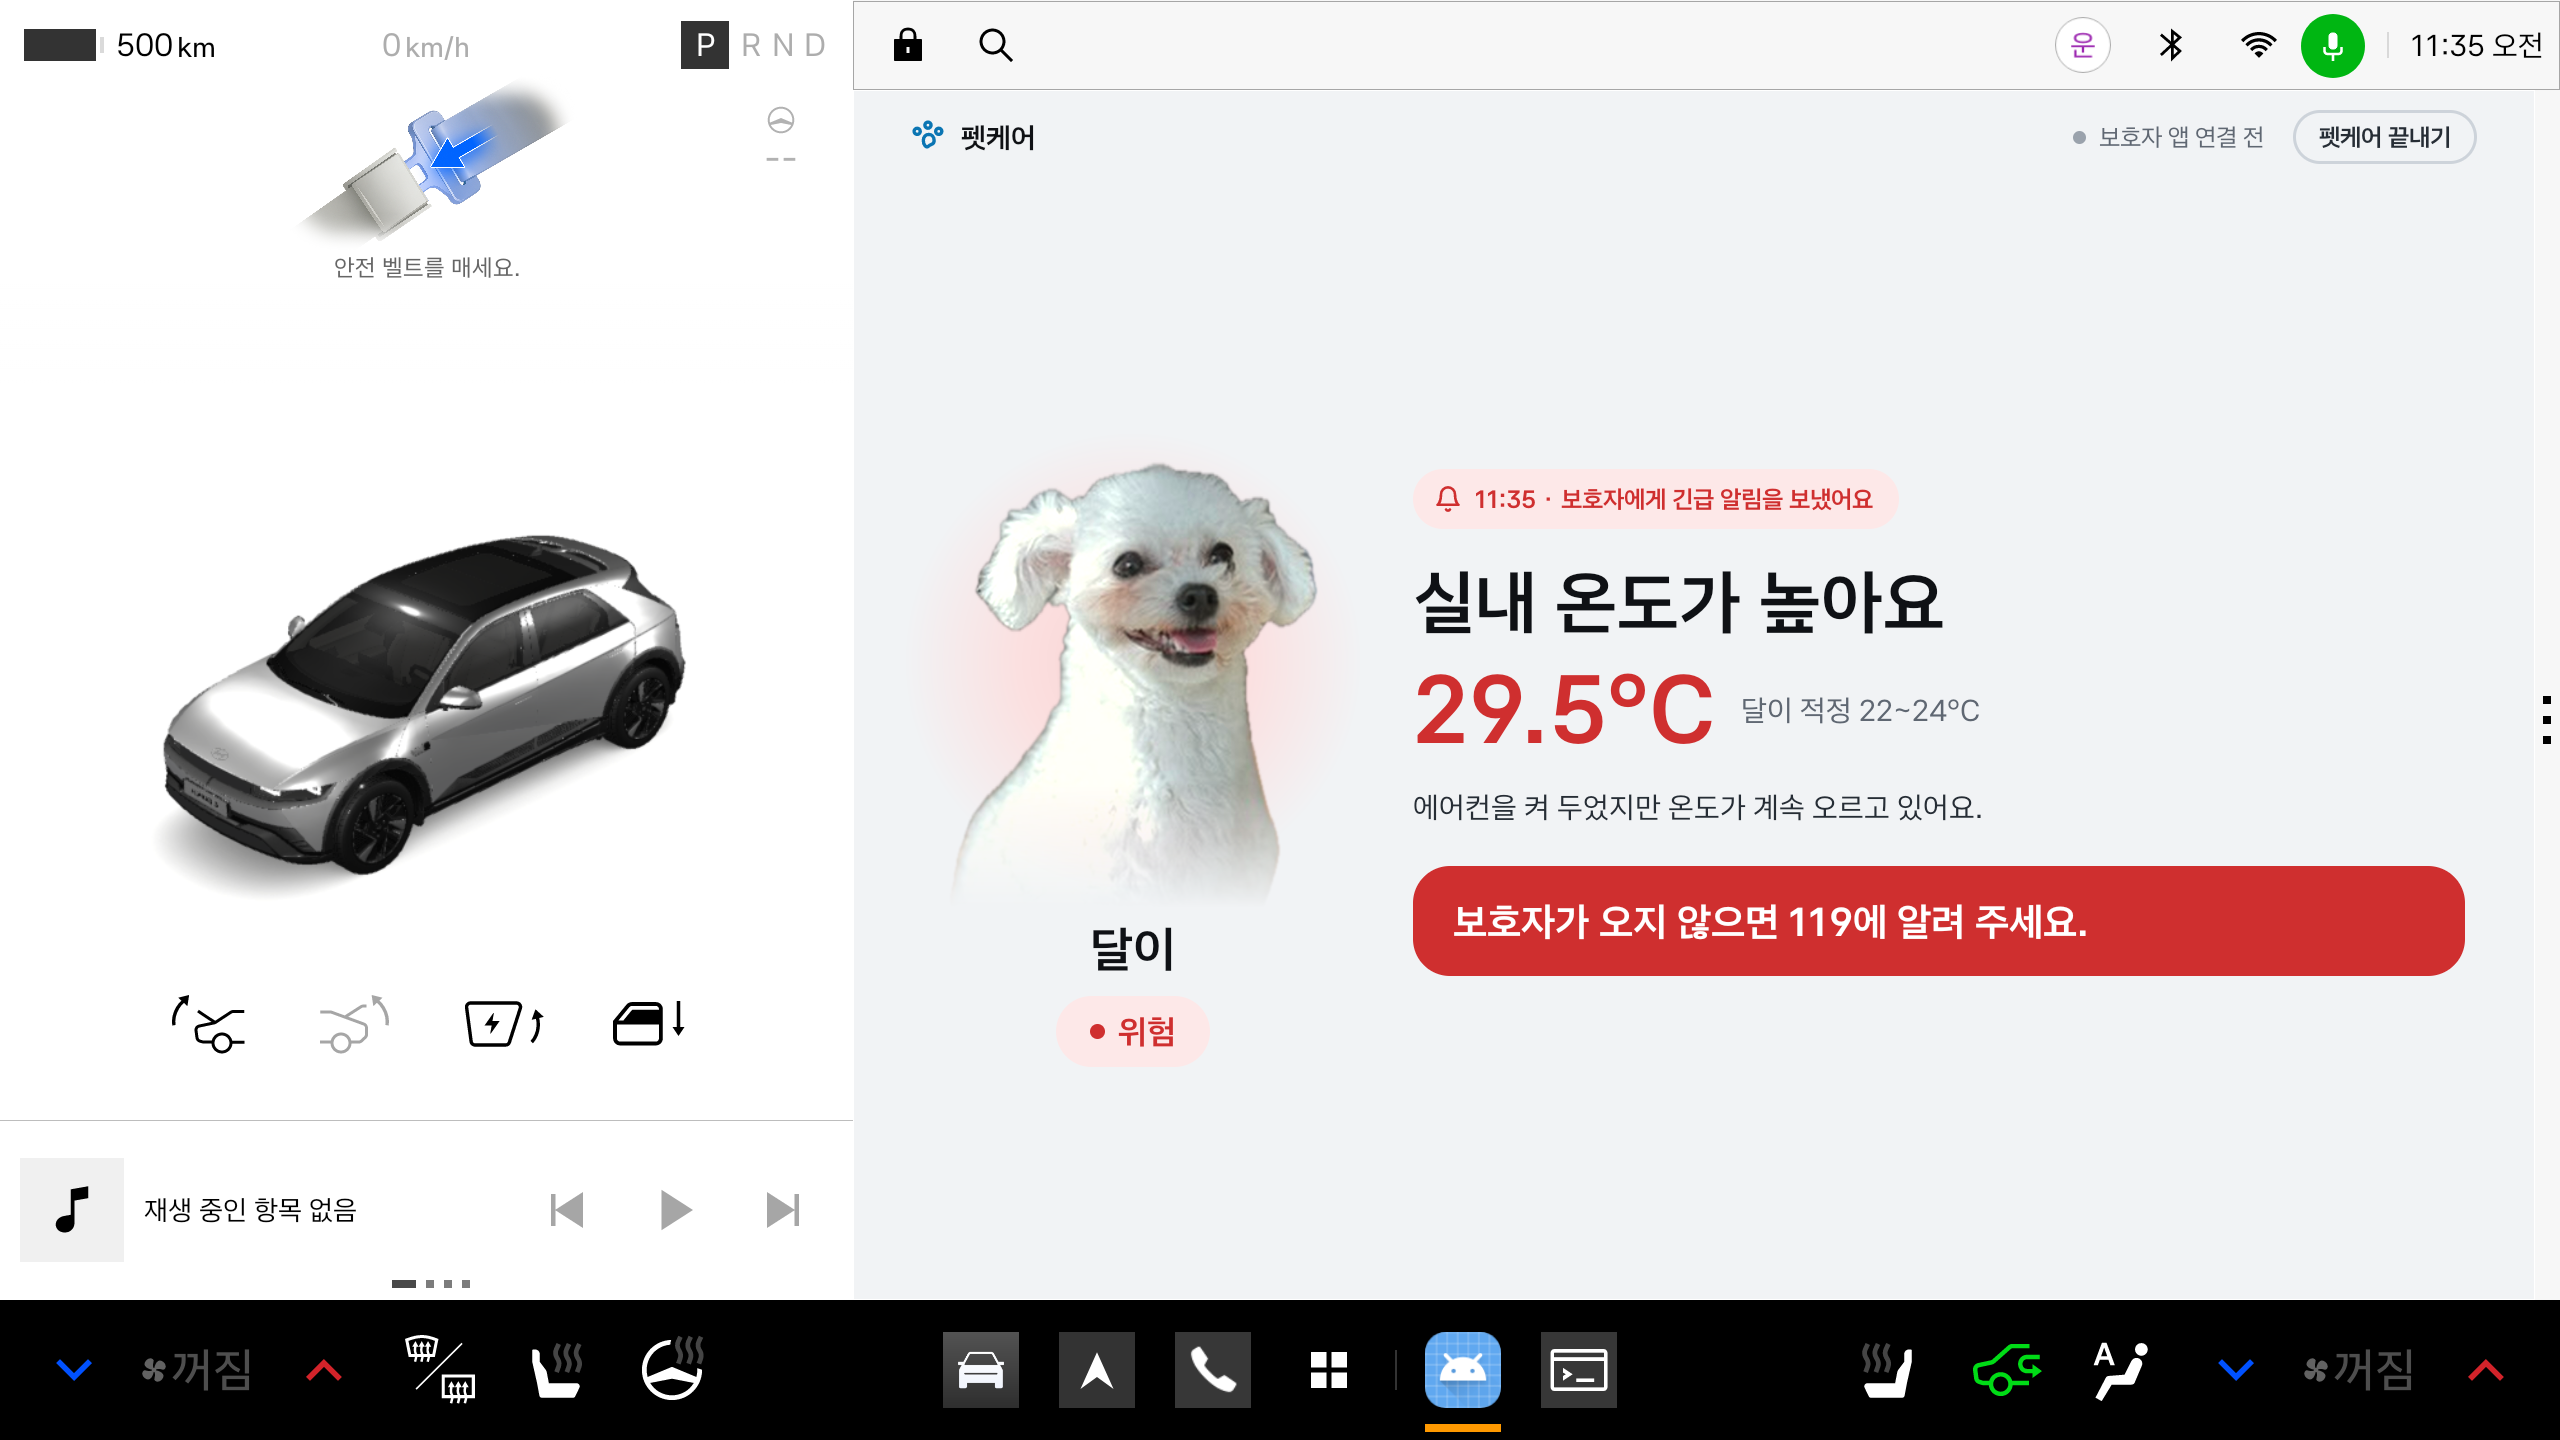 500 km
0 km/h
P R N D
운
11:35 오전
안전 벨트를 매세요.
펫케어
보호자 앱 연결 전
펫케어 끝내기
11:35 · 보호자에게 긴급 알림을 보냈어요
실내 온도가 높아요
29.5°C 달이 적정 22~24°C
에어컨을 켜 두었지만 온도가 계속 오르고 있어요.
보호자가 오지 않으면 119에 알려 주세요.
달이
위험
재생 중인 항목 없음
꺼짐
A
꺼짐